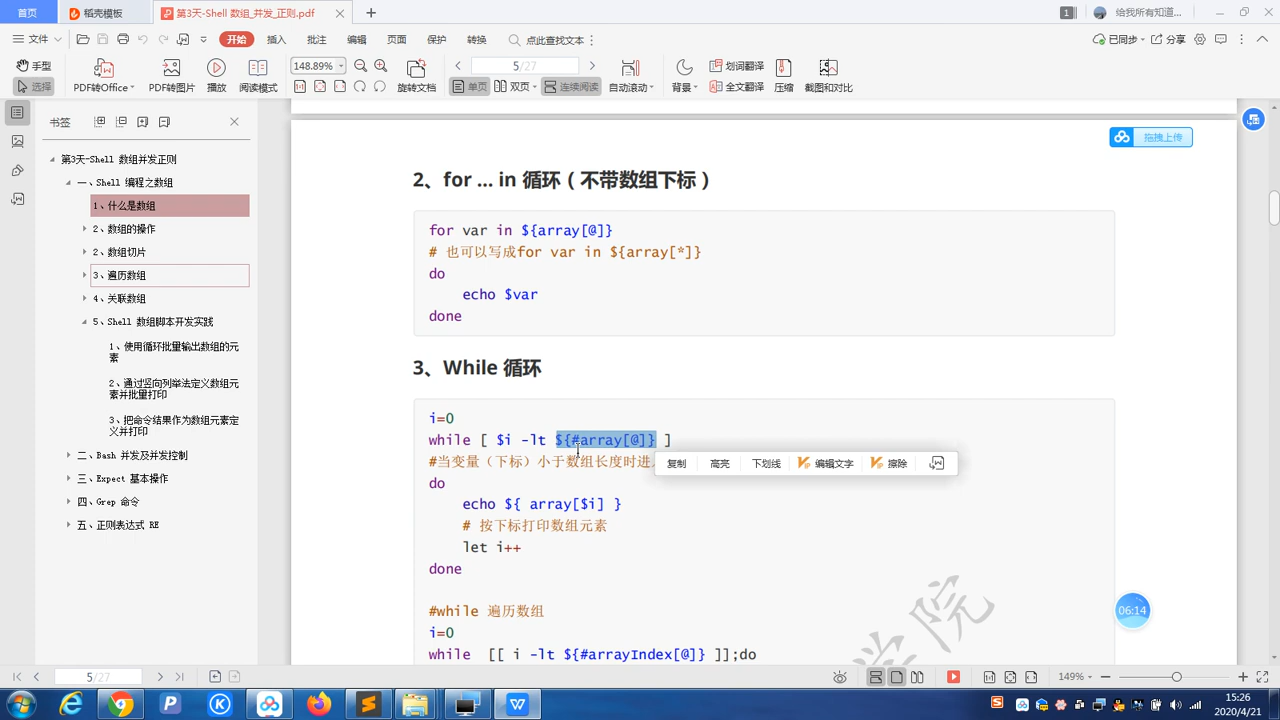 首页
稻壳模板
第3天-Shell 数组_并发_正则.pdf
1
给我所有知道...
文件
开始
插入
批注
编辑
页面
保护
转换
点此查找文本
已同步
分享
手型
选择
PDF转Office
PDF转图片
播放
阅读模式
148.89%
旋转文档
5/27
单页
双页
连续阅读
自动滚动
背景
划词翻译
全文翻译
压缩
截图和对比
书签
第3天-Shell 数组并发正则
一、Shell 编程之数组
1、什么是数组
2、数组的操作
2、数组切片
3、遍历数组
4、关联数组
5、Shell 数组脚本开发实践
1、使用循环批量输出数组的元
素
2、通过竖向列举法定义数组元
素并批量打印
3、把命令结果作为数组元素定
义并打印
二、Bash 并发及并发控制
三、Expect 基本操作
四、Grep 命令
五、正则表达式 RE
拖拽上传
2、for ... in 循环（不带数组下标）
for var in ${array[@]}
# 也可以写成for var in ${array[*]}
do
echo $var
done
3、While 循环
i=0
while [ $i -lt ${#array[@]} ]
#当变量（下标）小于数组长度时进
复制
高亮
下划线
编辑文字
擦除
do
echo ${ array[$i] }
# 按下标打印数组元素
let i++
done
#while 遍历数组
i=0
while [[ i -lt ${#arrayIndex[@]} ]];do
学院
06:14
5/27
149%
15:26
2020/4/21